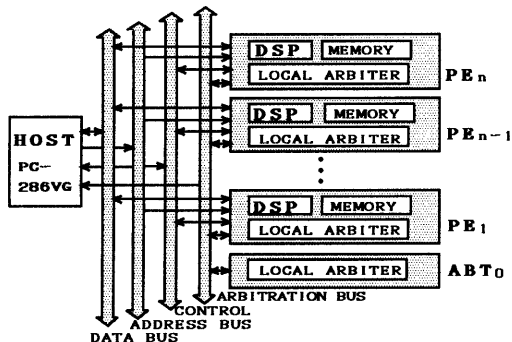 DSP MEMORY
LOCAL ARBITER
PEn
DSP MEMORY
LOCAL ARBITER
PEn-1
HOST
PC-
286VG
DSP MEMORY
LOCAL ARBITER
PE1
LOCAL ARBITER
ABT0
ARBITRATION BUS
CONTROL
ADDRESS BUS
DATA BUS